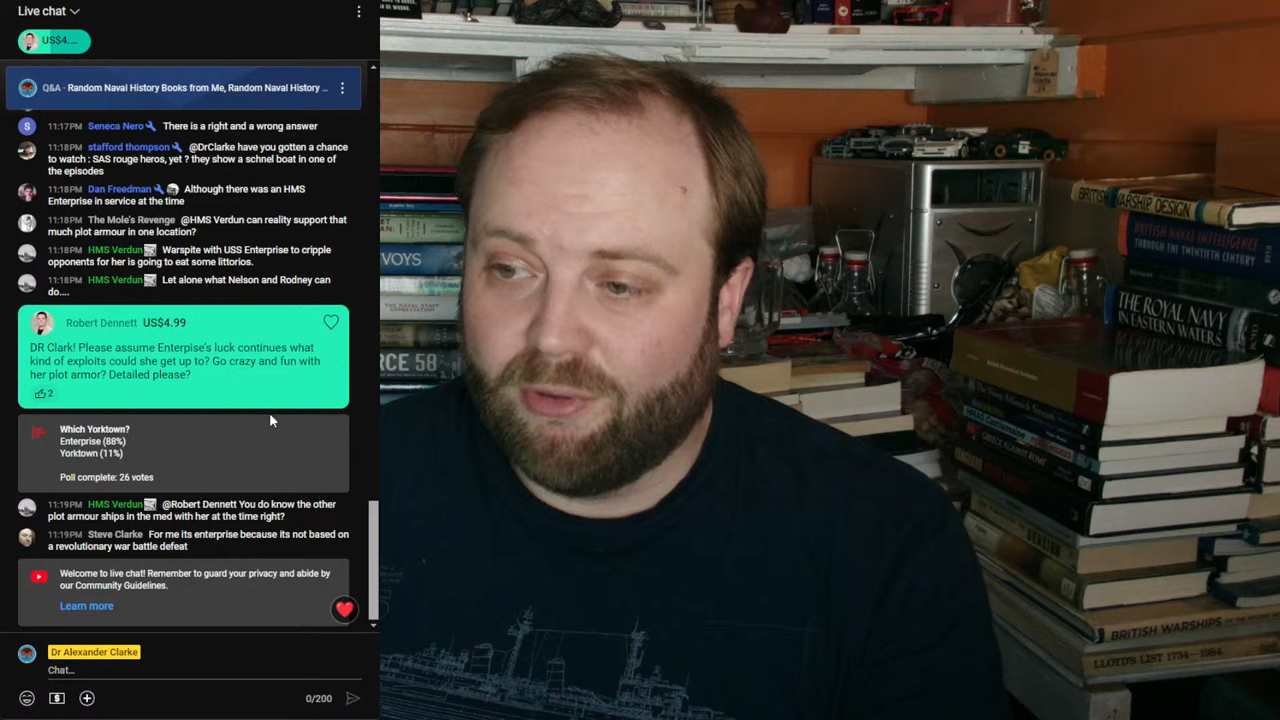 Live chat
US$4....
Q&A · Random Naval History Books from Me, Random Naval History ...
11:17PM Seneca Nero There is a right and a wrong answer
11:18PM stafford thompson @DrClarke have you gotten a chance
to watch : SAS rouge heros, yet ? they show a schnel boat in one of
the episodes
11:18PM Dan Freedman Although there was an HMS
Enterprise in service at the time
11:18PM The Mole's Revenge @HMS Verdun can reality support that
much plot armour in one location?
11:18PM HMS Verdun Warspite with USS Enterprise to cripple
opponents for her is going to eat some littorios.
11:18PM HMS Verdun Let alone what Nelson and Rodney can
do....
Robert Dennett US$4.99
DR Clark! Please assume Enterpise's luck continues what
kind of exploits could she get up to? Go crazy and fun with
her plot armor? Detailed please?
2
Which Yorktown?
Enterprise (88%)
Yorktown (11%)
Poll complete: 26 votes
11:19PM HMS Verdun @Robert Dennett You do know the other
plot armour ships in the med with her at the time right?
11:19PM Steve Clarke For me its enterprise because its not based on
a revolutionary war battle defeat
Welcome to live chat! Remember to guard your privacy and abide by
our Community Guidelines.
Learn more
Dr Alexander Clarke
Chat...
0/200
VOYS
THE NAVAL STAFF
APPRECIATION
RCE 58
BRITISH WARSHIP DESIGN
BRITISH NAVAL INTELLIGENCE
THROUGH THE TWENTIETH CENTURY
THE ROYAL NAVY
IN EASTERN WATERS
GREECE AGAINST ROME
BRITISH WARSHIPS
LLOYD'S LIST 1734-1984